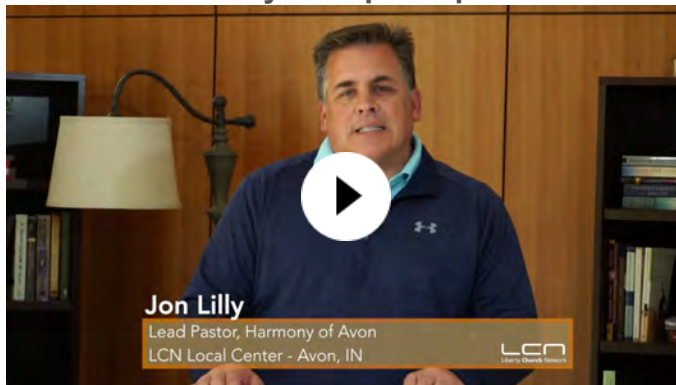 Jon Lilly
Lead Pastor, Harmony of Avon
LCN Local Center - Avon, IN
LCN
Liberty Church Network